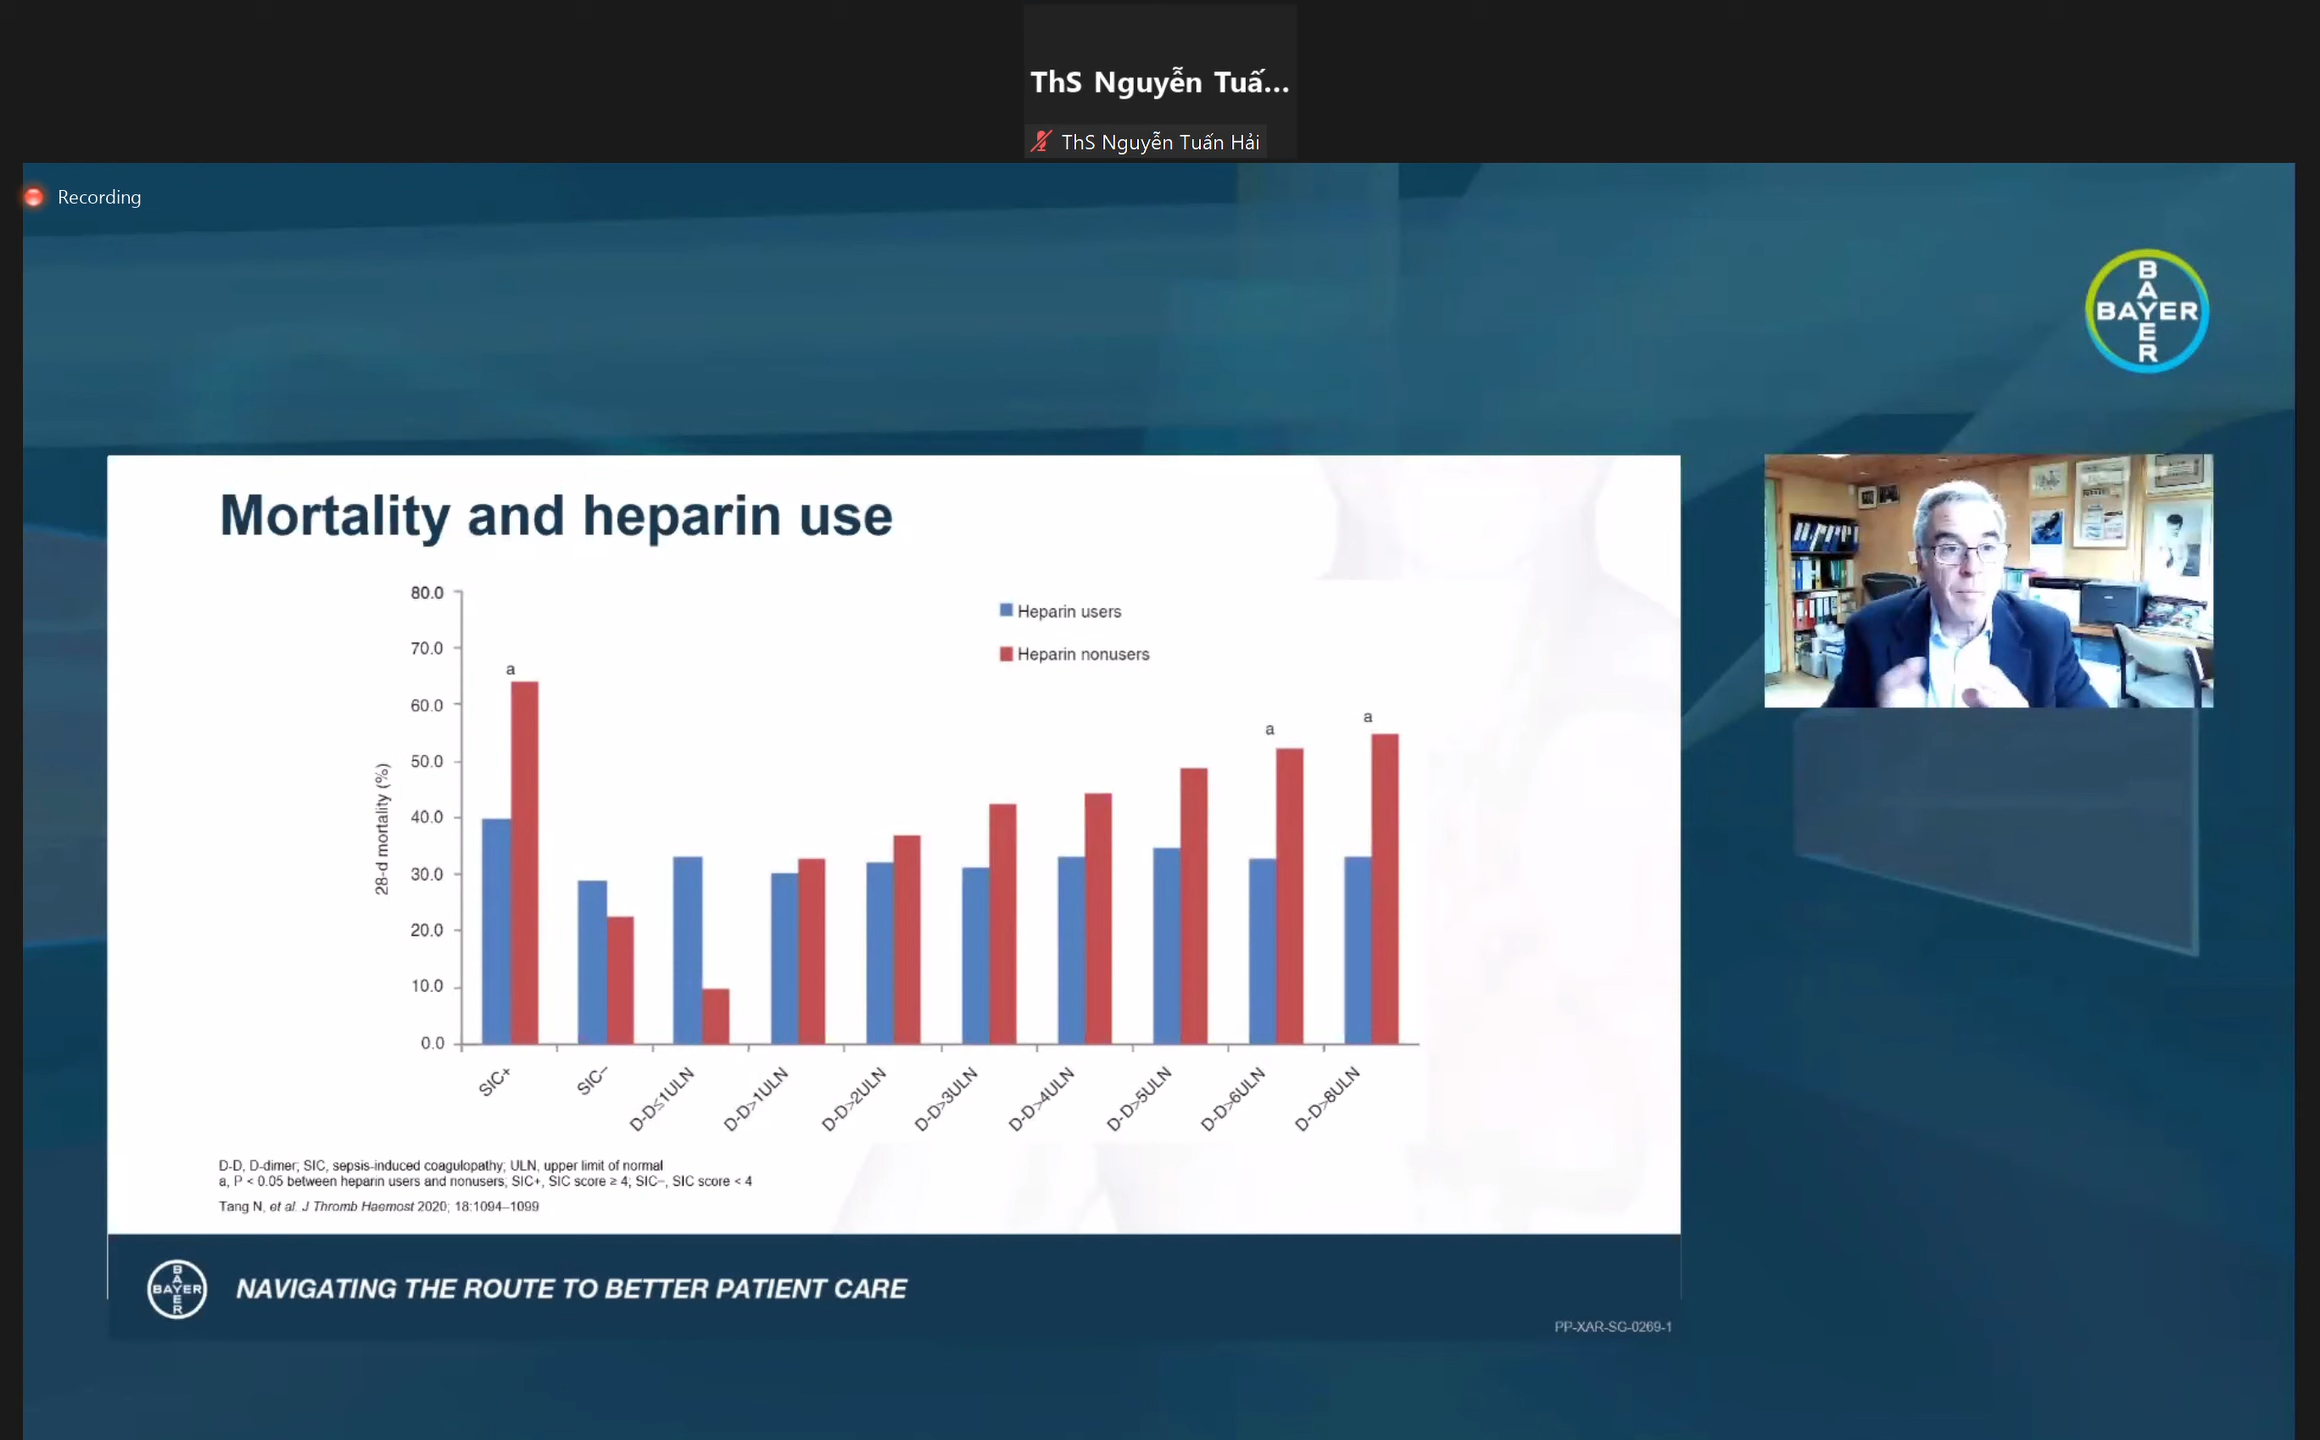 ThS Nguyễn Tuấ...
ThS Nguyễn Tuấn Hải
Recording
BAYER
BAYER
Mortality and heparin use
80.0
70.0
60.0
50.0
40.0
30.0
20.0
10.0
0.0
28-d mortality (%)
Heparin users
Heparin nonusers
a
a
a
SIC+
SIC−
D-D≤1ULN
D-D>1ULN
D-D>2ULN
D-D>3ULN
D-D>4ULN
D-D>5ULN
D-D>6ULN
D-D>8ULN
D-D, D-dimer; SIC, sepsis-induced coagulopathy; ULN, upper limit of normal
a, P < 0.05 between heparin users and nonusers; SIC+, SIC score ≥ 4; SIC−, SIC score < 4
Tang N, et al. J Thromb Haemost 2020; 18:1094–1099
BAYER
BAYER
NAVIGATING THE ROUTE TO BETTER PATIENT CARE
PP-XAR-SG-0269-1